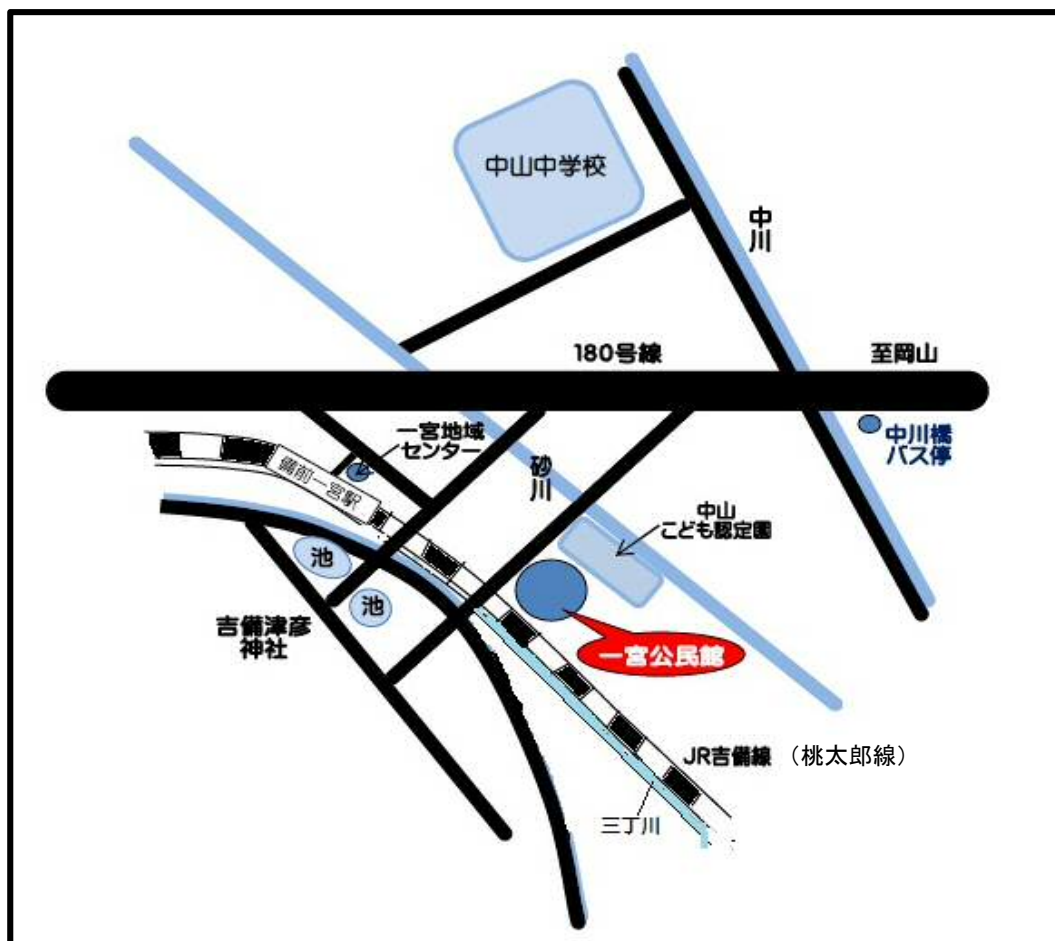 中山中学校
中
川
180号線
至岡山
一宮地域
センター
中川橋
バス停
備前一宮駅
砂
川
中山
こども認定園
池
池
吉備津彦
神社
一宮公民館
JR吉備線 （桃太郎線）
三丁川